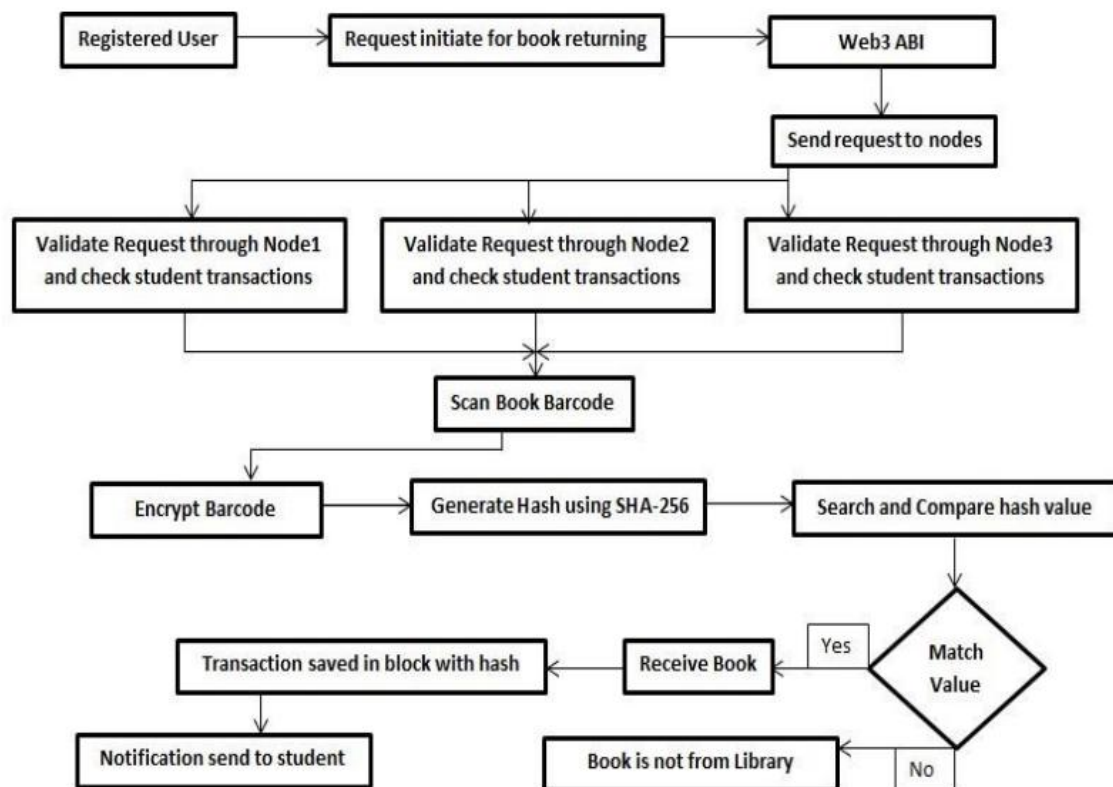 Registered User
Request initiate for book returning
Web3 ABI
Send request to nodes
Validate Request through Node1
and check student transactions
Validate Request through Node2
and check student transactions
Validate Request through Node3
and check student transactions
Scan Book Barcode
Encrypt Barcode
Generate Hash using SHA-256
Search and Compare hash value
Match
Value
Yes
Receive Book
Transaction saved in block with hash
Notification send to student
No
Book is not from Library